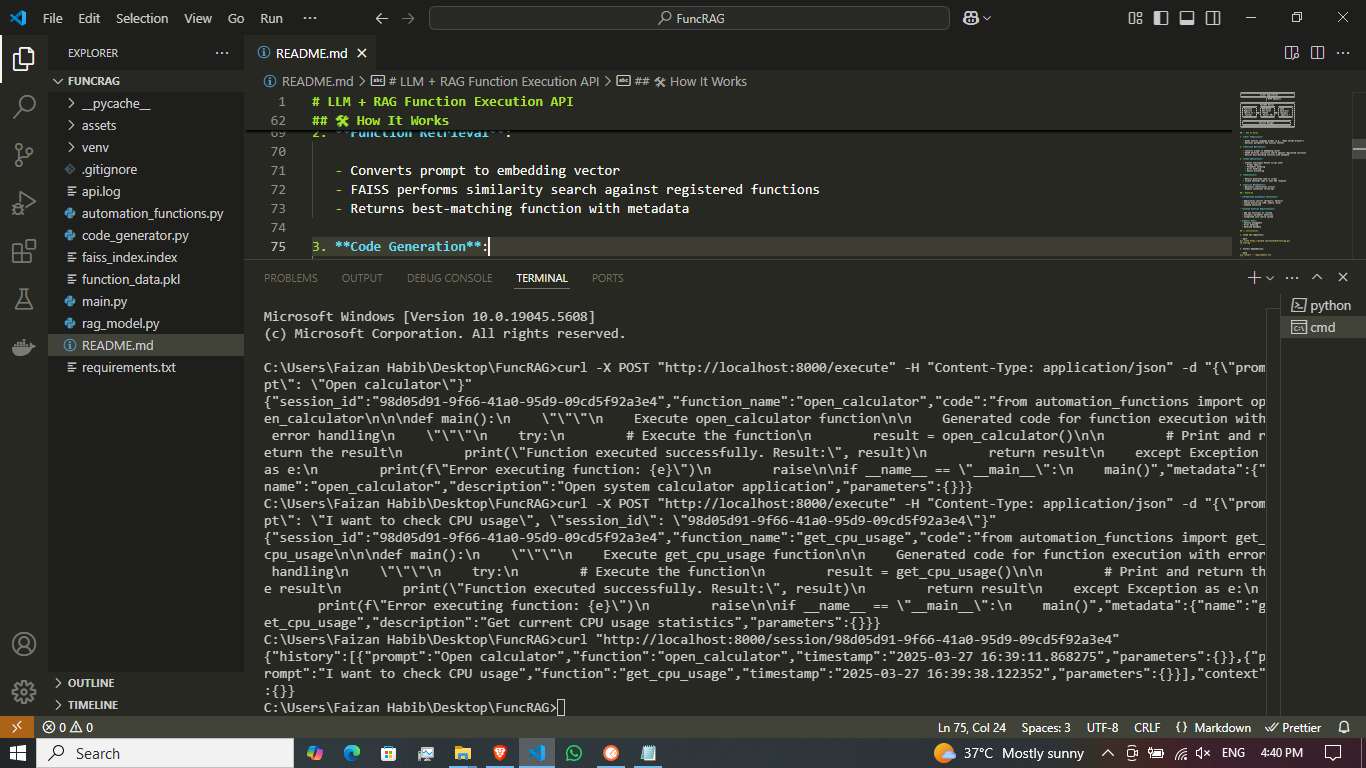 File Edit Selection View Go Run ··· FuncRAG
EXPLORER ···
README.md
FUNCRAG
README.md > # LLM + RAG Function Execution API > ## 🛠 How It Works
__pycache__
assets
venv
.gitignore
api.log
automation_functions.py
code_generator.py
faiss_index.index
function_data.pkl
main.py
rag_model.py
README.md
requirements.txt
OUTLINE
TIMELINE
1 # LLM + RAG Function Execution API
62 ## 🛠 How It Works
69 2. **Function Retrieval**:
70
71 - Converts prompt to embedding vector
72 - FAISS performs similarity search against registered functions
73 - Returns best-matching function with metadata
74
75 3. **Code Generation**:
PROBLEMS OUTPUT DEBUG CONSOLE TERMINAL PORTS
python
cmd
Microsoft Windows [Version 10.0.19045.5608]
(c) Microsoft Corporation. All rights reserved.
C:\Users\Faizan Habib\Desktop\FuncRAG>curl -X POST "http://localhost:8000/execute" -H "Content-Type: application/json" -d "{\"prom
pt\": \"Open calculator\"}"
{"session_id":"98d05d91-9f66-41a0-95d9-09cd5f92a3e4","function_name":"open_calculator","code":"from automation_functions import op
en_calculator\n\n\ndef main():\n    \"\"\"\n    Execute open_calculator function\n\n    Generated code for function execution with
 error handling\n    \"\"\"\n    try:\n        # Execute the function\n        result = open_calculator()\n\n        # Print and r
eturn the result\n        print(\"Function executed successfully. Result:\", result)\n        return result\n    except Exception
as e:\n        print(f\"Error executing function: {e}\")\n        raise\n\nif __name__ == \"__main__\":\n    main()","metadata":{"
name":"open_calculator","description":"Open system calculator application","parameters":{}}}
C:\Users\Faizan Habib\Desktop\FuncRAG>curl -X POST "http://localhost:8000/execute" -H "Content-Type: application/json" -d "{\"prom
pt\": \"I want to check CPU usage\", \"session_id\": \"98d05d91-9f66-41a0-95d9-09cd5f92a3e4\"}"
{"session_id":"98d05d91-9f66-41a0-95d9-09cd5f92a3e4","function_name":"get_cpu_usage","code":"from automation_functions import get_
cpu_usage\n\n\ndef main():\n    \"\"\"\n    Execute get_cpu_usage function\n\n    Generated code for function execution with error
 handling\n    \"\"\"\n    try:\n        # Execute the function\n        result = get_cpu_usage()\n\n        # Print and return th
e result\n        print(\"Function executed successfully. Result:\", result)\n        return result\n    except Exception as e:\n
       print(f\"Error executing function: {e}\")\n        raise\n\nif __name__ == \"__main__\":\n    main()","metadata":{"name":"g
et_cpu_usage","description":"Get current CPU usage statistics","parameters":{}}}
C:\Users\Faizan Habib\Desktop\FuncRAG>curl "http://localhost:8000/session/98d05d91-9f66-41a0-95d9-09cd5f92a3e4"
{"history":[{"prompt":"Open calculator","function":"open_calculator","timestamp":"2025-03-27 16:39:11.868275","parameters":{}},{"p
rompt":"I want to check CPU usage","function":"get_cpu_usage","timestamp":"2025-03-27 16:39:38.122352","parameters":{}}],"context"
:{}}
C:\Users\Faizan Habib\Desktop\FuncRAG>
0 0 Ln 75, Col 24 Spaces: 3 UTF-8 CRLF {} Markdown Prettier
Search 37°C Mostly sunny ENG 4:40 PM